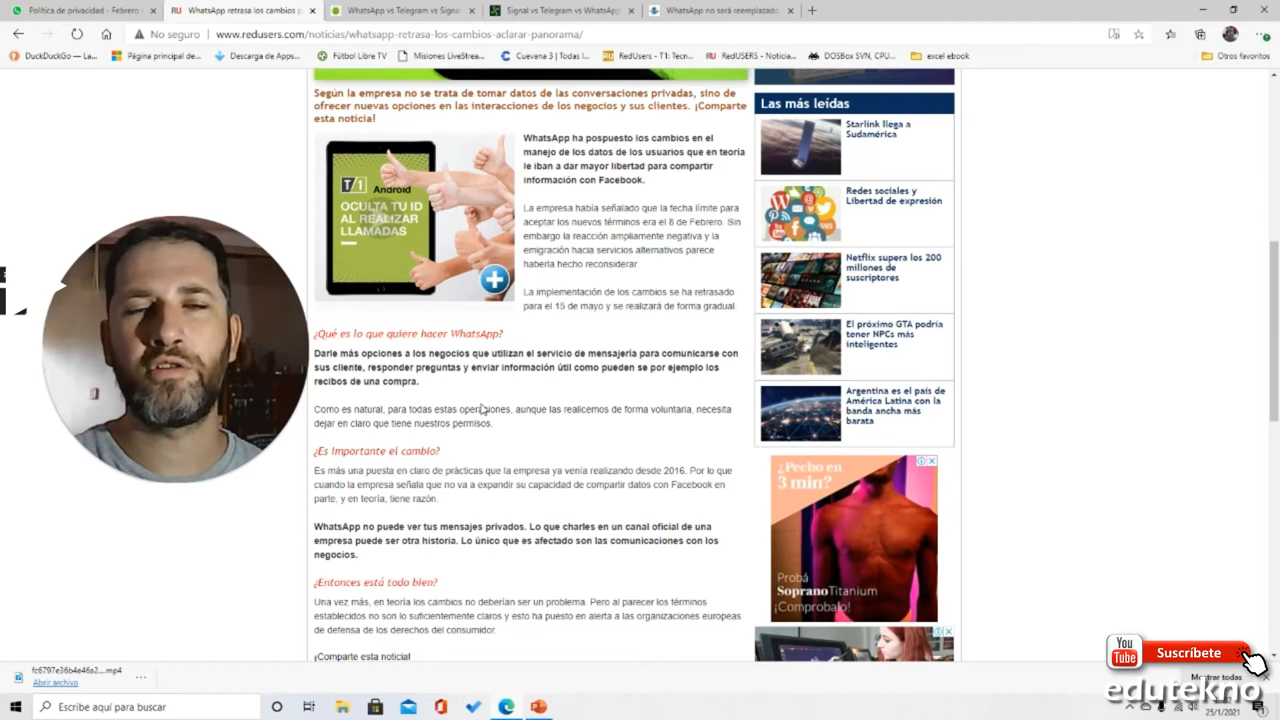 Política de privacidad - Febrero
WhatsApp retrasa los cambios p
WhatsApp vs Telegram vs Signal
Signal vs Telegram vs WhatsApp
WhatsApp no será reemplazado
No seguro
www.redusers.com/noticias/whatsapp-retrasa-los-cambios-aclarar-panorama/
DuckDuckGo — La...
Página principal de...
Descarga de Apps...
Fútbol Libre TV
Misiones LiveStrea...
Cuevana 3 | Todas l...
RedUsers - T1: Tecn...
RedUSERS - Noticia...
DOSBox SVN, CPU...
excel ebook
Otros favoritos
Según la empresa no se trata de tomar datos de las conversaciones privadas, sino de
ofrecer nuevas opciones en las interacciones de los negocios y sus clientes. ¡Comparte
esta noticia!
T/1 Android
OCULTA TU ID
AL REALIZAR
LLAMADAS
WhatsApp ha pospuesto los cambios en el
manejo de los datos de los usuarios que en teoría
le iban a dar mayor libertad para compartir
información con Facebook.
La empresa había señalado que la fecha límite para
aceptar los nuevos términos era el 8 de Febrero. Sin
embargo la reacción ampliamente negativa y la
emigración hacia servicios alternativos parece
haberla hecho reconsiderar.
La implementación de los cambios se ha retrasado
para el 15 de mayo y se realizará de forma gradual.
¿Qué es lo que quiere hacer WhatsApp?
Darle más opciones a los negocios que utilizan el servicio de mensajería para comunicarse con
sus cliente, responder preguntas y enviar información útil como pueden se por ejemplo los
recibos de una compra.
Como es natural, para todas estas operaciones, aunque las realicemos de forma voluntaria, necesita
dejar en claro que tiene nuestros permisos.
¿Es importante el cambio?
Es más una puesta en claro de prácticas que la empresa ya venía realizando desde 2016. Por lo que
cuando la empresa señala que no va a expandir su capacidad de compartir datos con Facebook en
parte, y en teoría, tiene razón.
WhatsApp no puede ver tus mensajes privados. Lo que charles en un canal oficial de una
empresa puede ser otra historia. Lo único que es afectado son las comunicaciones con los
negocios.
¿Entonces está todo bien?
Una vez más, en teoría los cambios no deberían ser un problema. Pero al parecer los términos
establecidos no son lo suficientemente claros y esto ha puesto en alerta a las organizaciones europeas
de defensa de los derechos del consumidor.
¡Comparte esta noticia!
Las más leídas
Starlink llega a
Sudamérica
Redes sociales y
Libertad de expresión
Netflix supera los 200
millones de
suscriptores
El próximo GTA podría
tener NPCs más
inteligentes
Argentina es el país de
América Latina con la
banda ancha más
barata
¿Pecho en
3 min?
Probá
SopranoTitanium
¡Comprobalo!
You
Tube
Suscríbete
edutekno
fc6797e36b4e46a2....mp4
Abrir archivo
Mostrar todas
Escribe aquí para buscar
25/1/2021